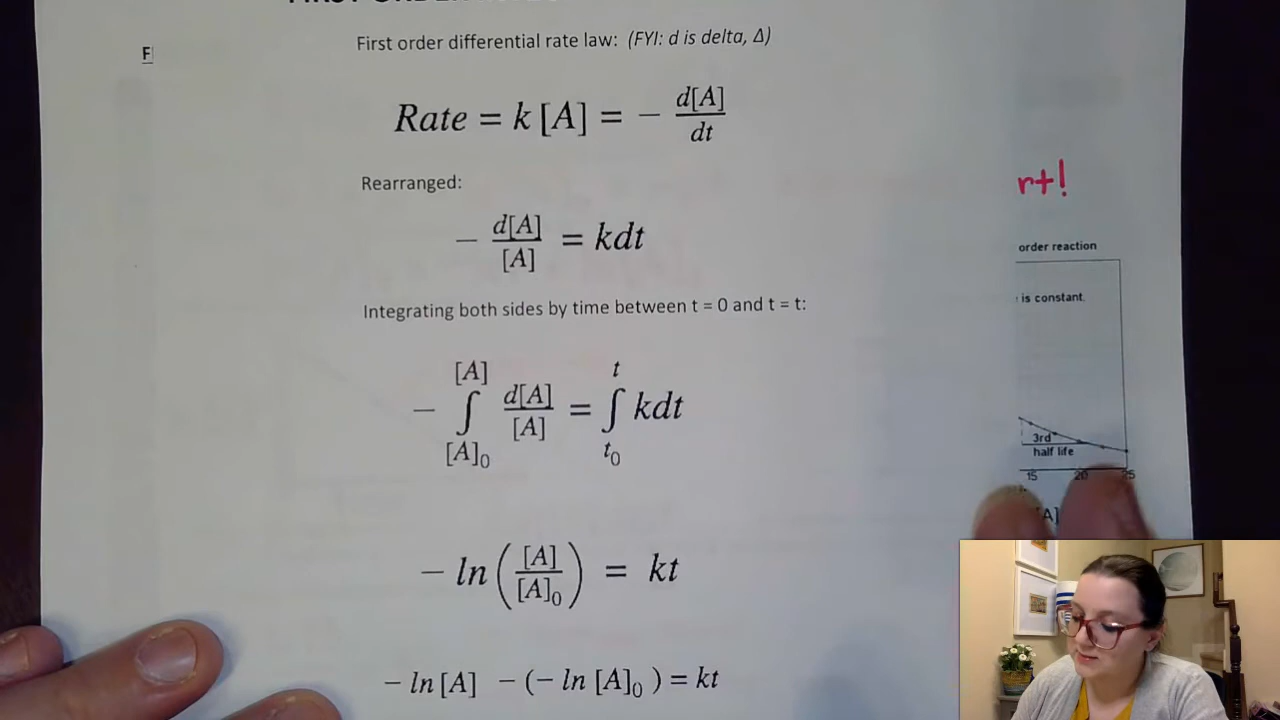 F
First order differential rate law: (FYI: d is delta, Δ)
Rate = k [A] = − d[A]/dt
Rearranged:
− d[A]/[A] = kdt
Integrating both sides by time between t = 0 and t = t:
− ∫_{[A]₀}^{[A]} d[A]/[A] = ∫_{t₀}^{t} kdt
− ln([A]/[A]₀) = kt
− ln[A] − (− ln [A]₀ ) = kt
rt!
order reaction
is constant.
3rd
half life
15 20 25
A]